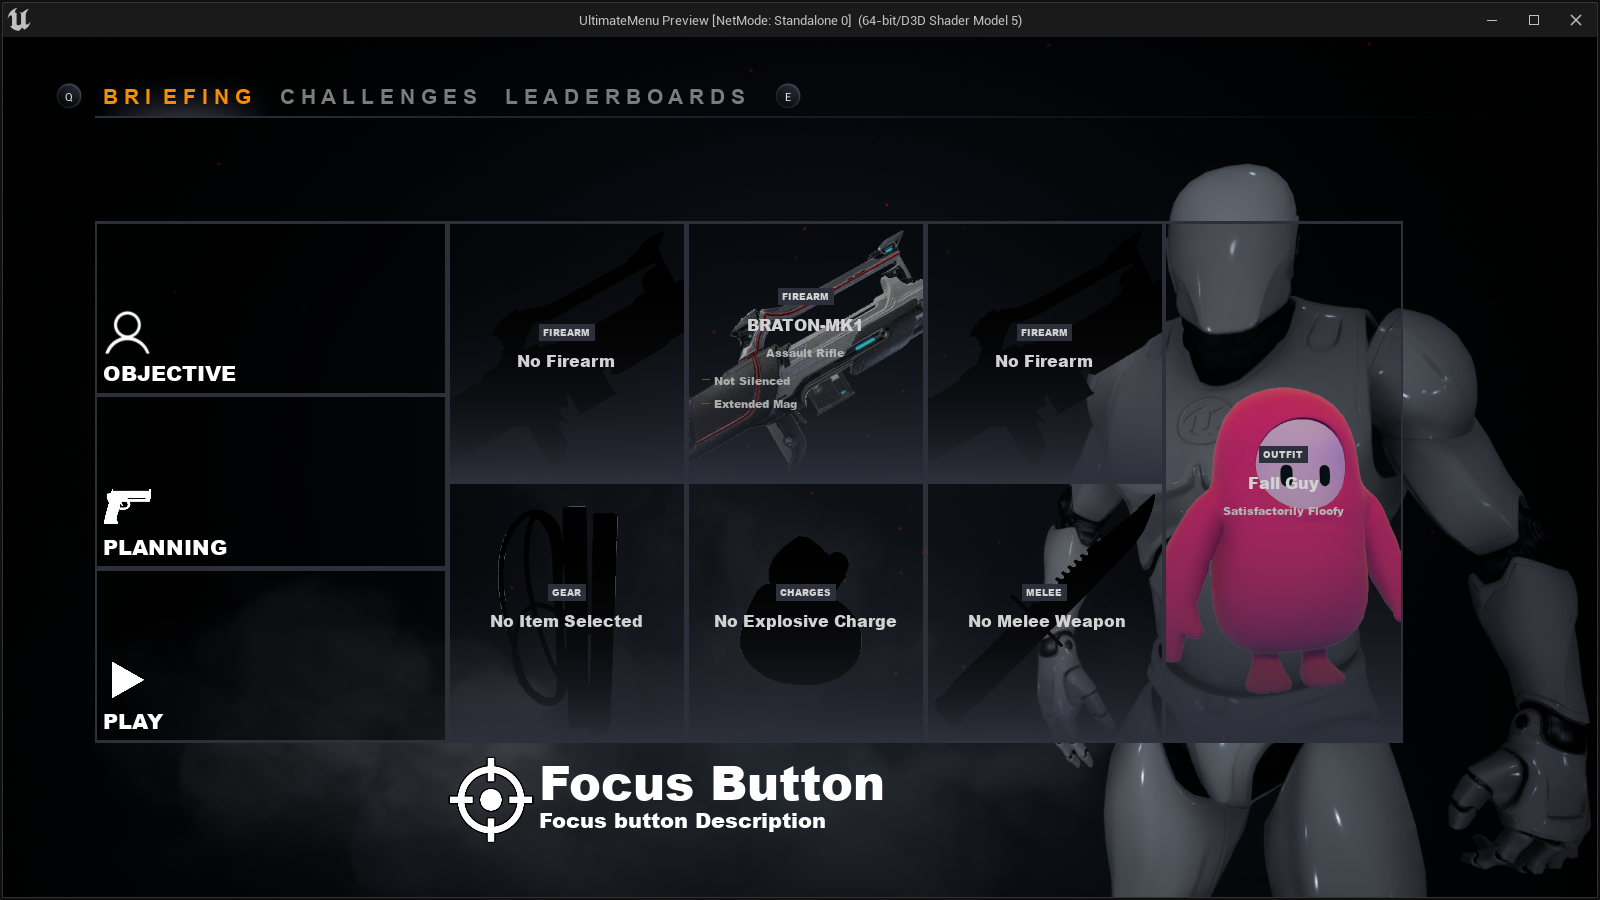 UltimateMenu Preview [NetMode: Standalone 0] (64-bit/D3D Shader Model 5)
Q BRIEFING CHALLENGES LEADERBOARDS E
OBJECTIVE
PLANNING
PLAY
FIREARM
No Firearm
FIREARM
BRATON-MK1
Assault Rifle
Not Silenced
Extended Mag
FIREARM
No Firearm
OUTFIT
Fall Guy
Satisfactorily Floofy
GEAR
No Item Selected
CHARGES
No Explosive Charge
MELEE
No Melee Weapon
Focus Button
Focus button Description